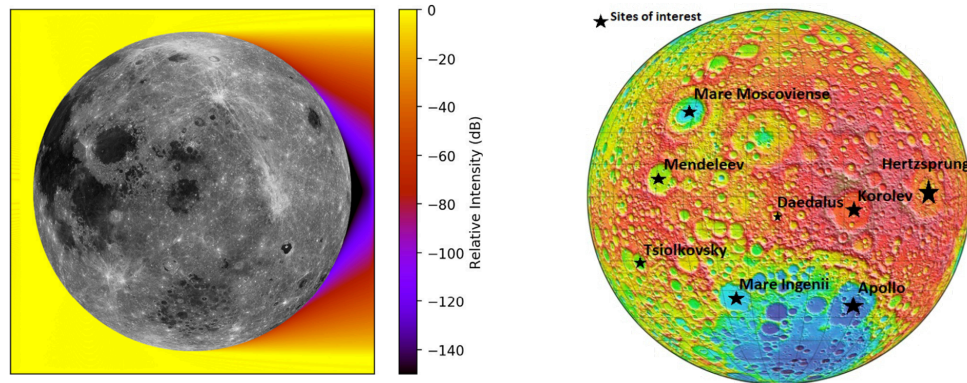 0
−20
−40
−60
−80
−100
−120
−140
Relative Intensity (dB)
Sites of interest
Mare Moscoviense
Mendeleev
Hertzsprung
Daedalus
Korolev
Tsiolkovsky
Mare Ingenii
Apollo